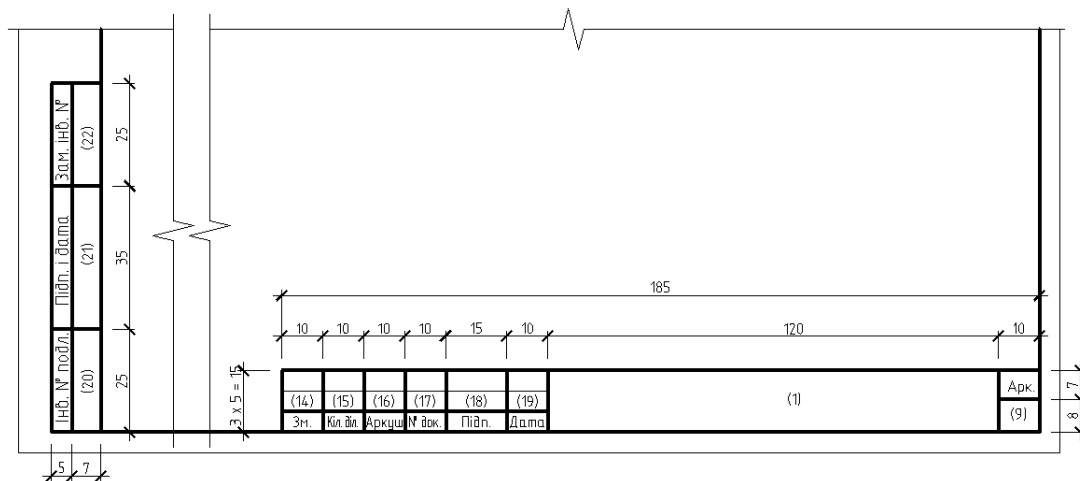 Зам. інв. №
(22)
25
Підп. і дата
(21)
35
Інв. № подл.
(20)
25
5
7
185
10
10
10
10
15
10
120
10
3 x 5 = 15
(14)
(15)
(16)
(17)
(18)
(19)
(1)
Арк.
(9)
7
8
Зм.
Кіл. діл.
Аркуш
№ док.
Підп.
Дата